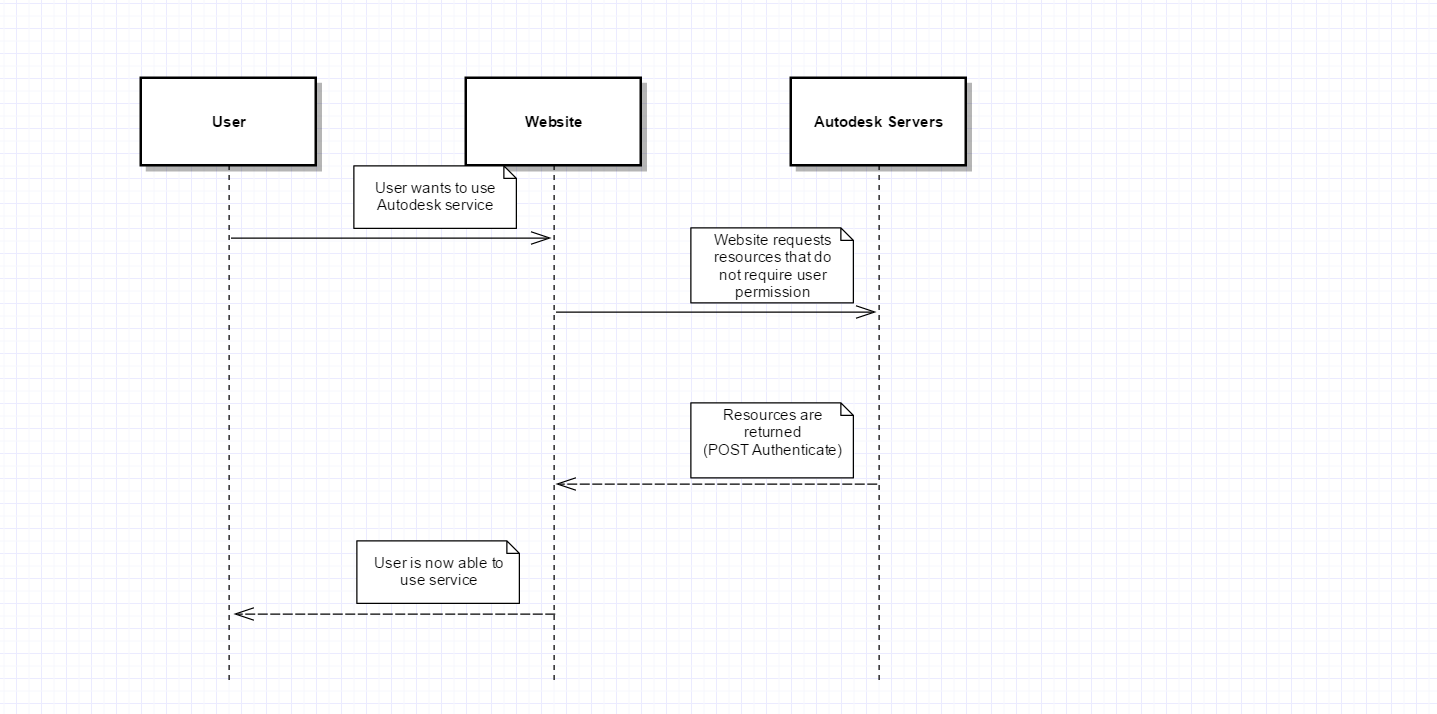 User
Website
Autodesk Servers
User wants to use
Autodesk service
Website requests
resources that do
not require user
permission
Resources are
returned
(POST Authenticate)
User is now able to
use service